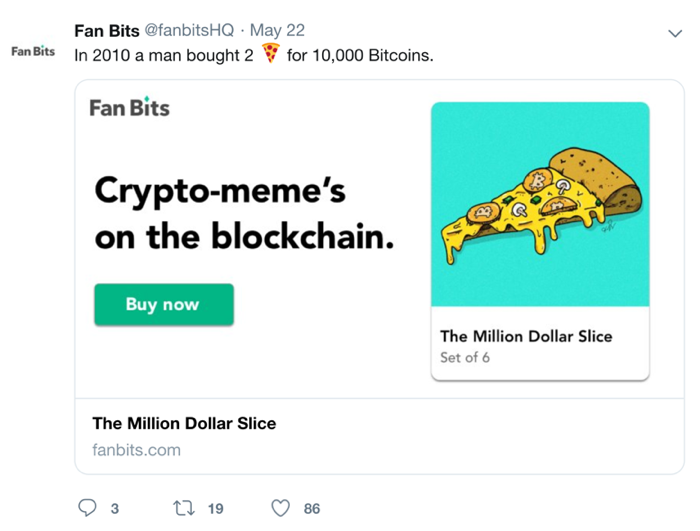 Fan Bits @fanbitsHQ · May 22
Fan Bits
In 2010 a man bought 2 🍕 for 10,000 Bitcoins.
Fan Bits
Crypto-meme's
on the blockchain.
Buy now
The Million Dollar Slice
Set of 6
The Million Dollar Slice
fanbits.com
3 19 86